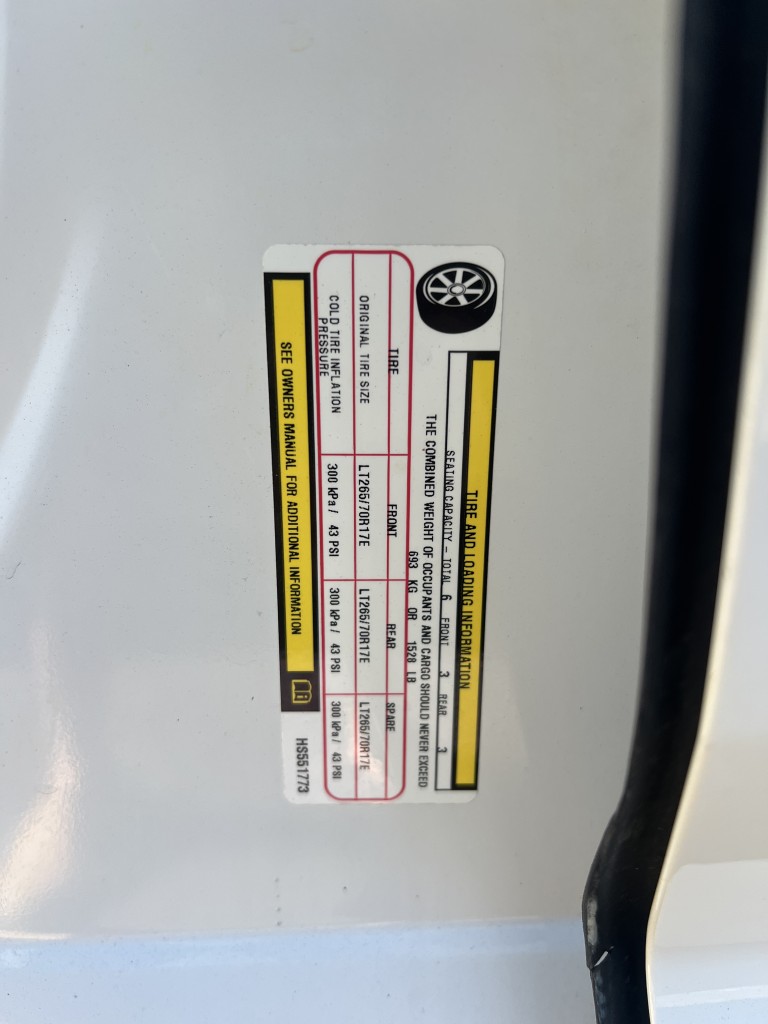 TIRE AND LOADING INFORMATION
SEATING CAPACITY – TOTAL 6 FRONT 3 REAR 3
THE COMBINED WEIGHT OF OCCUPANTS AND CARGO SHOULD NEVER EXCEED
693 KG OR 1528 LB
TIRE FRONT REAR SPARE
ORIGINAL TIRE SIZE LT265/70R17E LT265/70R17E LT265/70R17E
COLD TIRE INFLATION PRESSURE 300 kPa / 43 PSI 300 kPa / 43 PSI 300 kPa / 43 PSI
SEE OWNERS MANUAL FOR ADDITIONAL INFORMATION
HS551773